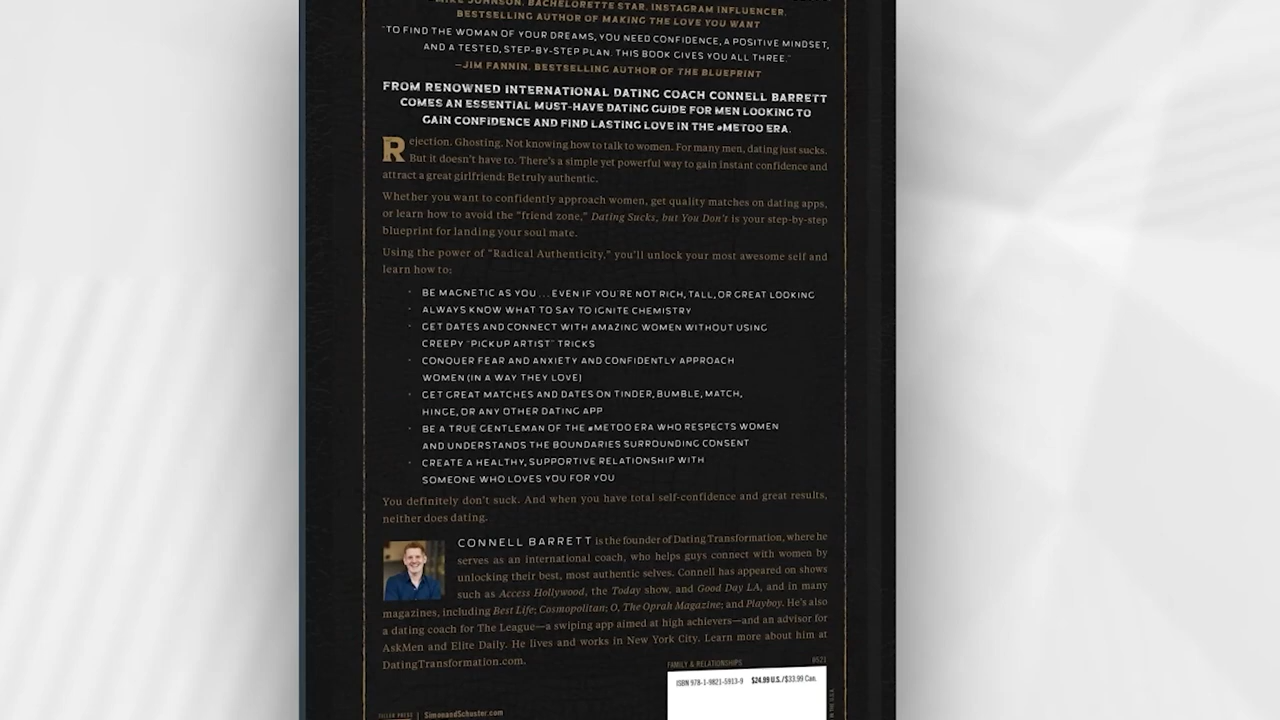 JOHNSON, BACHELORETTE STAR, INSTAGRAM INFLUENCER,
BESTSELLING AUTHOR OF MAKING THE LOVE YOU WANT
"TO FIND THE WOMAN OF YOUR DREAMS, YOU NEED CONFIDENCE, A POSITIVE MINDSET,
AND A TESTED, STEP-BY-STEP PLAN. THIS BOOK GIVES YOU ALL THREE."
—JIM FANNIN, BESTSELLING AUTHOR OF THE BLUEPRINT
FROM RENOWNED INTERNATIONAL DATING COACH CONNELL BARRETT
COMES AN ESSENTIAL MUST-HAVE DATING GUIDE FOR MEN LOOKING TO
GAIN CONFIDENCE AND FIND LASTING LOVE IN THE #METOO ERA.
Rejection. Ghosting. Not knowing how to talk to women. For many men, dating just sucks.
But it doesn't have to. There's a simple yet powerful way to gain instant confidence and
attract a great girlfriend: Be truly authentic.
Whether you want to confidently approach women, get quality matches on dating apps,
or learn how to avoid the "friend zone," Dating Sucks, but You Don't is your step-by-step
blueprint for landing your soul mate.
Using the power of "Radical Authenticity," you'll unlock your most awesome self and
learn how to:
· BE MAGNETIC AS YOU ... EVEN IF YOU'RE NOT RICH, TALL, OR GREAT LOOKING
· ALWAYS KNOW WHAT TO SAY TO IGNITE CHEMISTRY
· GET DATES AND CONNECT WITH AMAZING WOMEN WITHOUT USING
CREEPY "PICKUP ARTIST" TRICKS
· CONQUER FEAR AND ANXIETY AND CONFIDENTLY APPROACH
WOMEN (IN A WAY THEY LOVE)
· GET GREAT MATCHES AND DATES ON TINDER, BUMBLE, MATCH,
HINGE, OR ANY OTHER DATING APP
· BE A TRUE GENTLEMAN OF THE #METOO ERA WHO RESPECTS WOMEN
AND UNDERSTANDS THE BOUNDARIES SURROUNDING CONSENT
· CREATE A HEALTHY, SUPPORTIVE RELATIONSHIP WITH
SOMEONE WHO LOVES YOU FOR YOU
You definitely don't suck. And when you have total self-confidence and great results,
neither does dating.
CONNELL BARRETT is the founder of Dating Transformation, where he
serves as an international coach, who helps guys connect with women by
unlocking their best, most authentic selves. Connell has appeared on shows
such as Access Hollywood, the Today show, and Good Day LA, and in many
magazines, including Best Life; Cosmopolitan; O, The Oprah Magazine; and Playboy. He's also
a dating coach for The League—a swiping app aimed at high achievers—and an advisor for
AskMen and Elite Daily. He lives and works in New York City. Learn more about him at
DatingTransformation.com.
FAMILY & RELATIONSHIPS 0521
ISBN 978-1-9821-5913-9 $24.99 U.S./$33.99 Can.
TILLER PRESS | SimonandSchuster.com